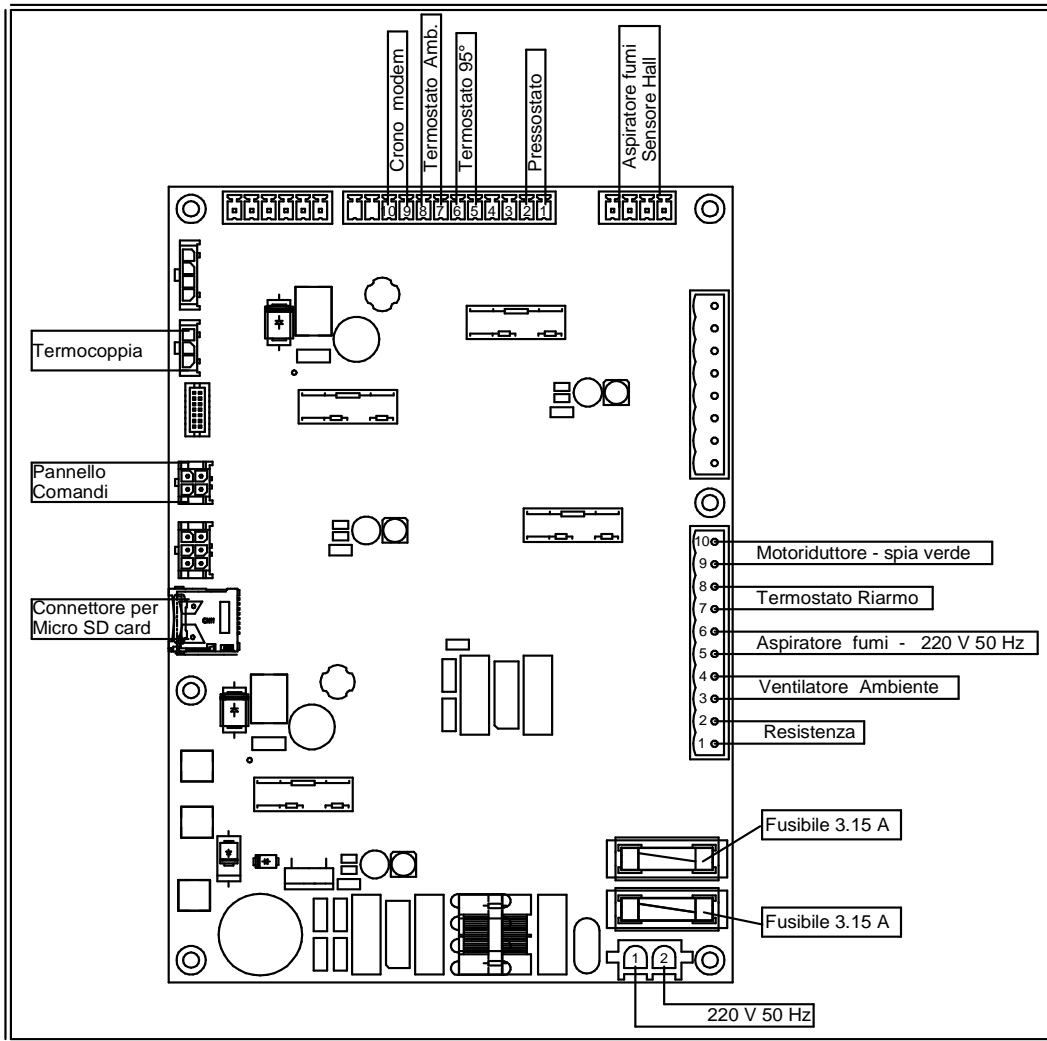 Crono modem
Termostato Amb.
Termostato 95°
Pressostato
Aspiratore fumi
Sensore Hall
10 9 8 7 6 5 4 3 2 1
Termocoppia
Pannello
Comandi
Connettore per
Micro SD card
10
9
Motoriduttore - spia verde
8
7
Termostato Riarmo
6
5
Aspiratore fumi - 220 V 50 Hz
4
3
Ventilatore Ambiente
2
1
Resistenza
Fusibile 3.15 A
Fusibile 3.15 A
1 2
220 V 50 Hz